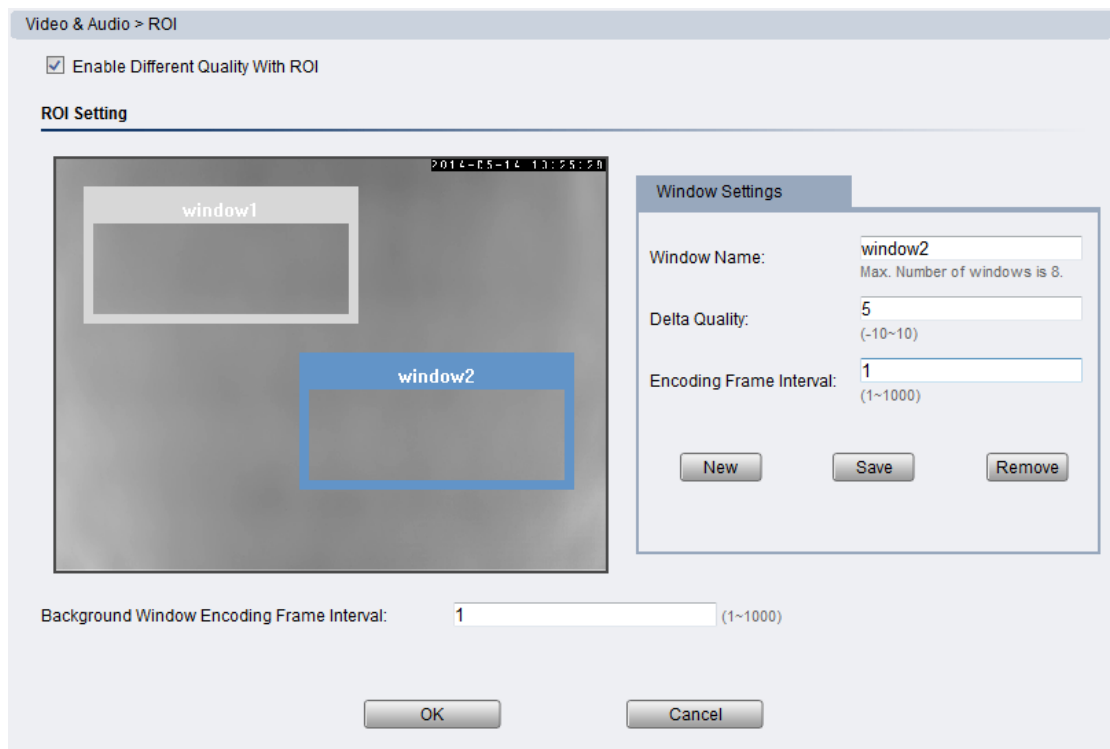 Video & Audio > ROI
Enable Different Quality With ROI
ROI Setting
2014-05-14 10:25:29
window1
window2
Window Settings
Window Name: window2
Max. Number of windows is 8.
Delta Quality: 5
(-10~10)
Encoding Frame Interval: 1
(1~1000)
New Save Remove
Background Window Encoding Frame Interval: 1 (1~1000)
OK Cancel